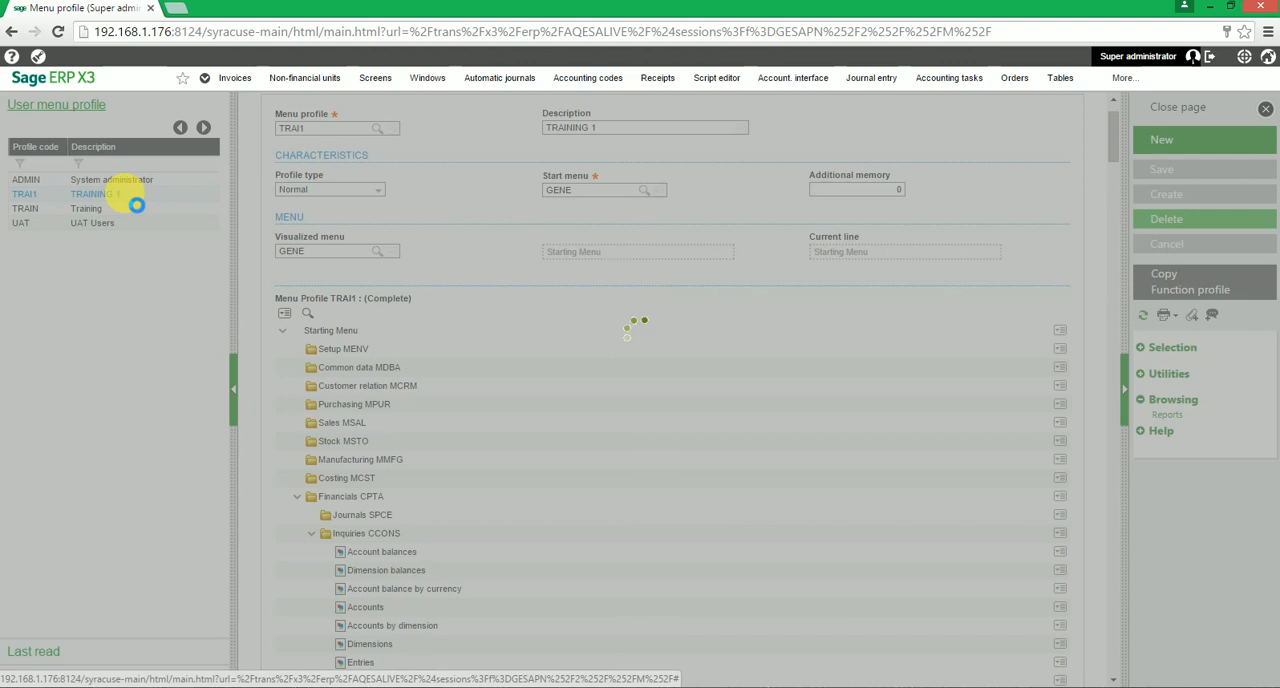 sage Menu profile (Super admin ×
192.168.1.176:8124/syracuse-main/html/main.html?url=%2Ftrans%2Fx3%2Ferp%2FAQESALIVE%2F%24sessions%3Ff%3DGESAPN%252F2%252F%252FM%252F
Super administrator
Sage ERP X3
Invoices Non-financial units Screens Windows Automatic journals Accounting codes Receipts Script editor Account. interface Journal entry Accounting tasks Orders Tables More...
User menu profile
Profile code Description
ADMIN System administrator
TRAI1 TRAINING 1
TRAIN Training
UAT UAT Users
Last read
Menu profile * Description
TRAI1 TRAINING 1
CHARACTERISTICS
Profile type Start menu * Additional memory
Normal GENE 0
MENU
Visualized menu Current line
GENE Starting Menu Starting Menu
Menu Profile TRAI1 : (Complete)
Starting Menu
Setup MENV
Common data MDBA
Customer relation MCRM
Purchasing MPUR
Sales MSAL
Stock MSTO
Manufacturing MMFG
Costing MCST
Financials CPTA
Journals SPCE
Inquiries CCONS
Account balances
Dimension balances
Account balance by currency
Accounts
Accounts by dimension
Dimensions
Entries
Close page
New
Save
Create
Delete
Cancel
Copy
Function profile
Selection
Utilities
Browsing
Reports
Help
192.168.1.176:8124/syracuse-main/html/main.html?url=%2Ftrans%2Fx3%2Ferp%2FAQESALIVE%2F%24sessions%3Ff%3DGESAPN%252F2%252F%252FM%252F#